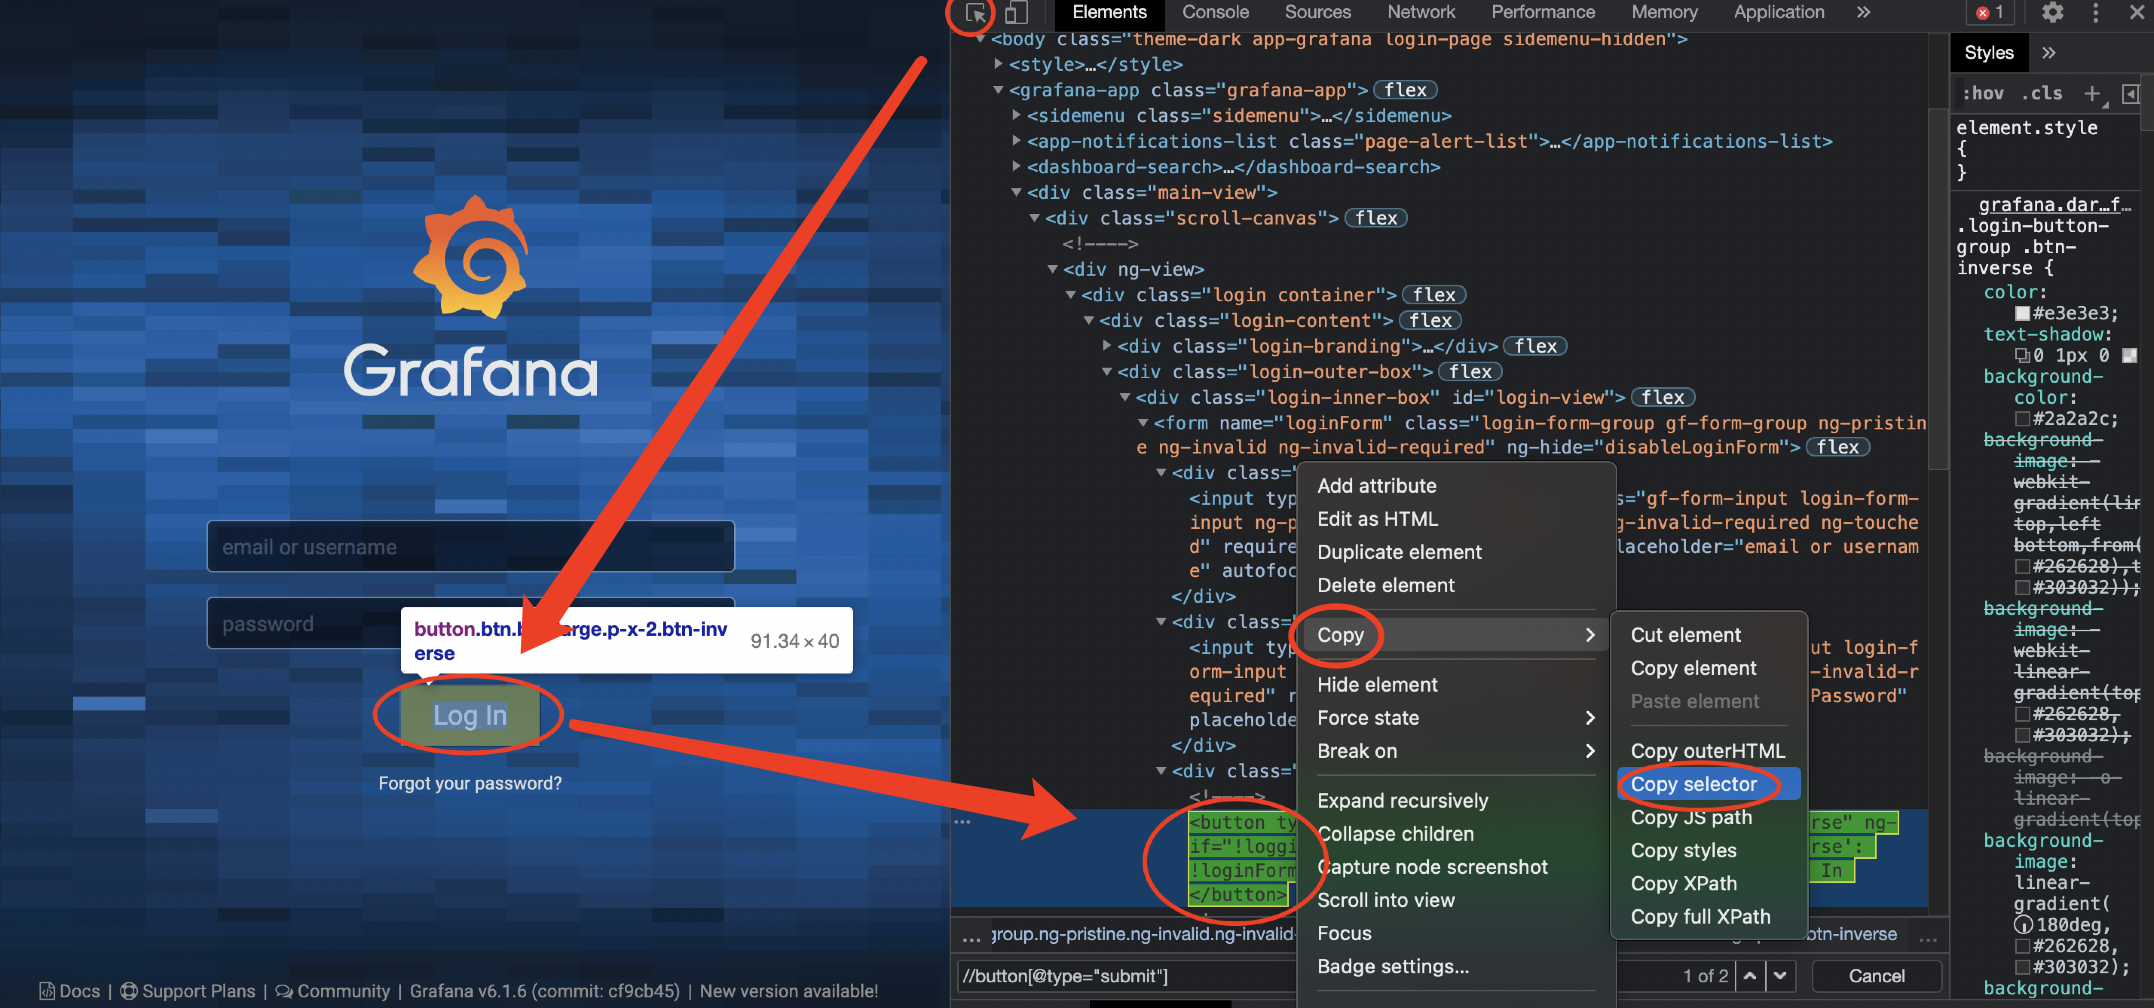 Grafana
email or username
password
button.btn.b
arge.p-x-2.btn-inv
erse
91.34 × 40
Log In
Forgot your password?
Docs | Support Plans | Community | Grafana v6.1.6 (commit: cf9cb45) | New version available!
Elements Console Sources Network Performance Memory Application » 1
<body class="theme-dark app-grafana login-page sidemenu-hidden">
<style>…</style>
<grafana-app class="grafana-app"> flex
<sidemenu class="sidemenu">…</sidemenu>
<app-notifications-list class="page-alert-list">…</app-notifications-list>
<dashboard-search>…</dashboard-search>
<div class="main-view">
<div class="scroll-canvas"> flex
<!---->
<div ng-view>
<div class="login container"> flex
<div class="login-content"> flex
<div class="login-branding">…</div> flex
<div class="login-outer-box"> flex
<div class="login-inner-box" id="login-view"> flex
<form name="loginForm" class="login-form-group gf-form-group ng-pristin
e ng-invalid ng-invalid-required" ng-hide="disableLoginForm"> flex
<div class=
<input typ s="gf-form-input login-form-
input ng-p g-invalid-required ng-touche
d" require laceholder="email or usernam
e" autofoc
</div>
<div class=
<input typ ut login-f
orm-input -invalid-r
equired" r Password"
placeholde
</div>
<div class=
<!---->
<button ty rse" ng-
if="!loggi rse':
!loginForm In
</button>
Add attribute
Edit as HTML
Duplicate element
Delete element
Copy
Hide element
Force state
Break on
Expand recursively
Collapse children
Capture node screenshot
Scroll into view
Focus
Badge settings...
Cut element
Copy element
Paste element
Copy outerHTML
Copy selector
Copy JS path
Copy styles
Copy XPath
Copy full XPath
… group.ng-pristine.ng-invalid.ng-invalid- btn-inverse …
//button[@type="submit"] 1 of 2 Cancel
Styles »
:hov .cls +
element.style
{
}
grafana.dar…f…
.login-button-
group .btn-
inverse {
color:
#e3e3e3;
text-shadow:
0 1px 0
background-
color:
#2a2a2c;
background-
image: -
webkit-
gradient(lin
top,left
bottom,from(
#262628),t
#303032));
background-
image: -
webkit-
linear-
gradient(top
#262628,
#303032);
background-
image: -o-
linear-
gradient(top
background-
image:
linear-
gradient(
180deg,
#262628,
#303032);
background-